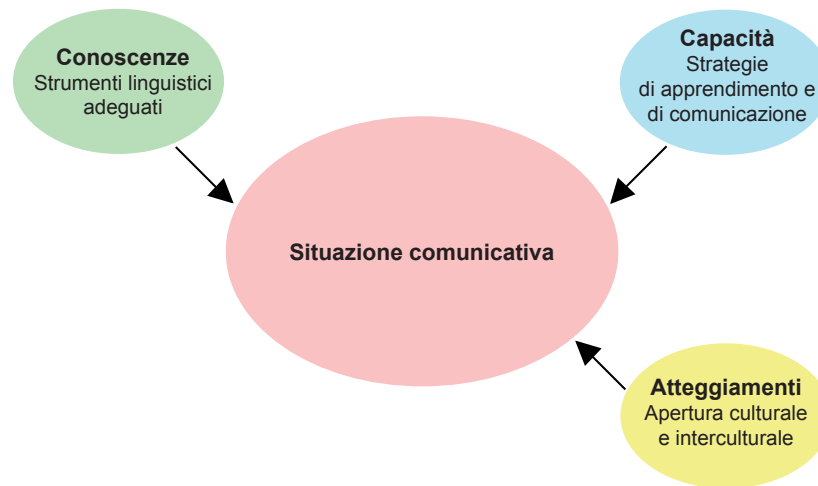 Conoscenze
Strumenti linguistici
adeguati
Capacità
Strategie
di apprendimento e
di comunicazione
Situazione comunicativa
Atteggiamenti
Apertura culturale
e interculturale